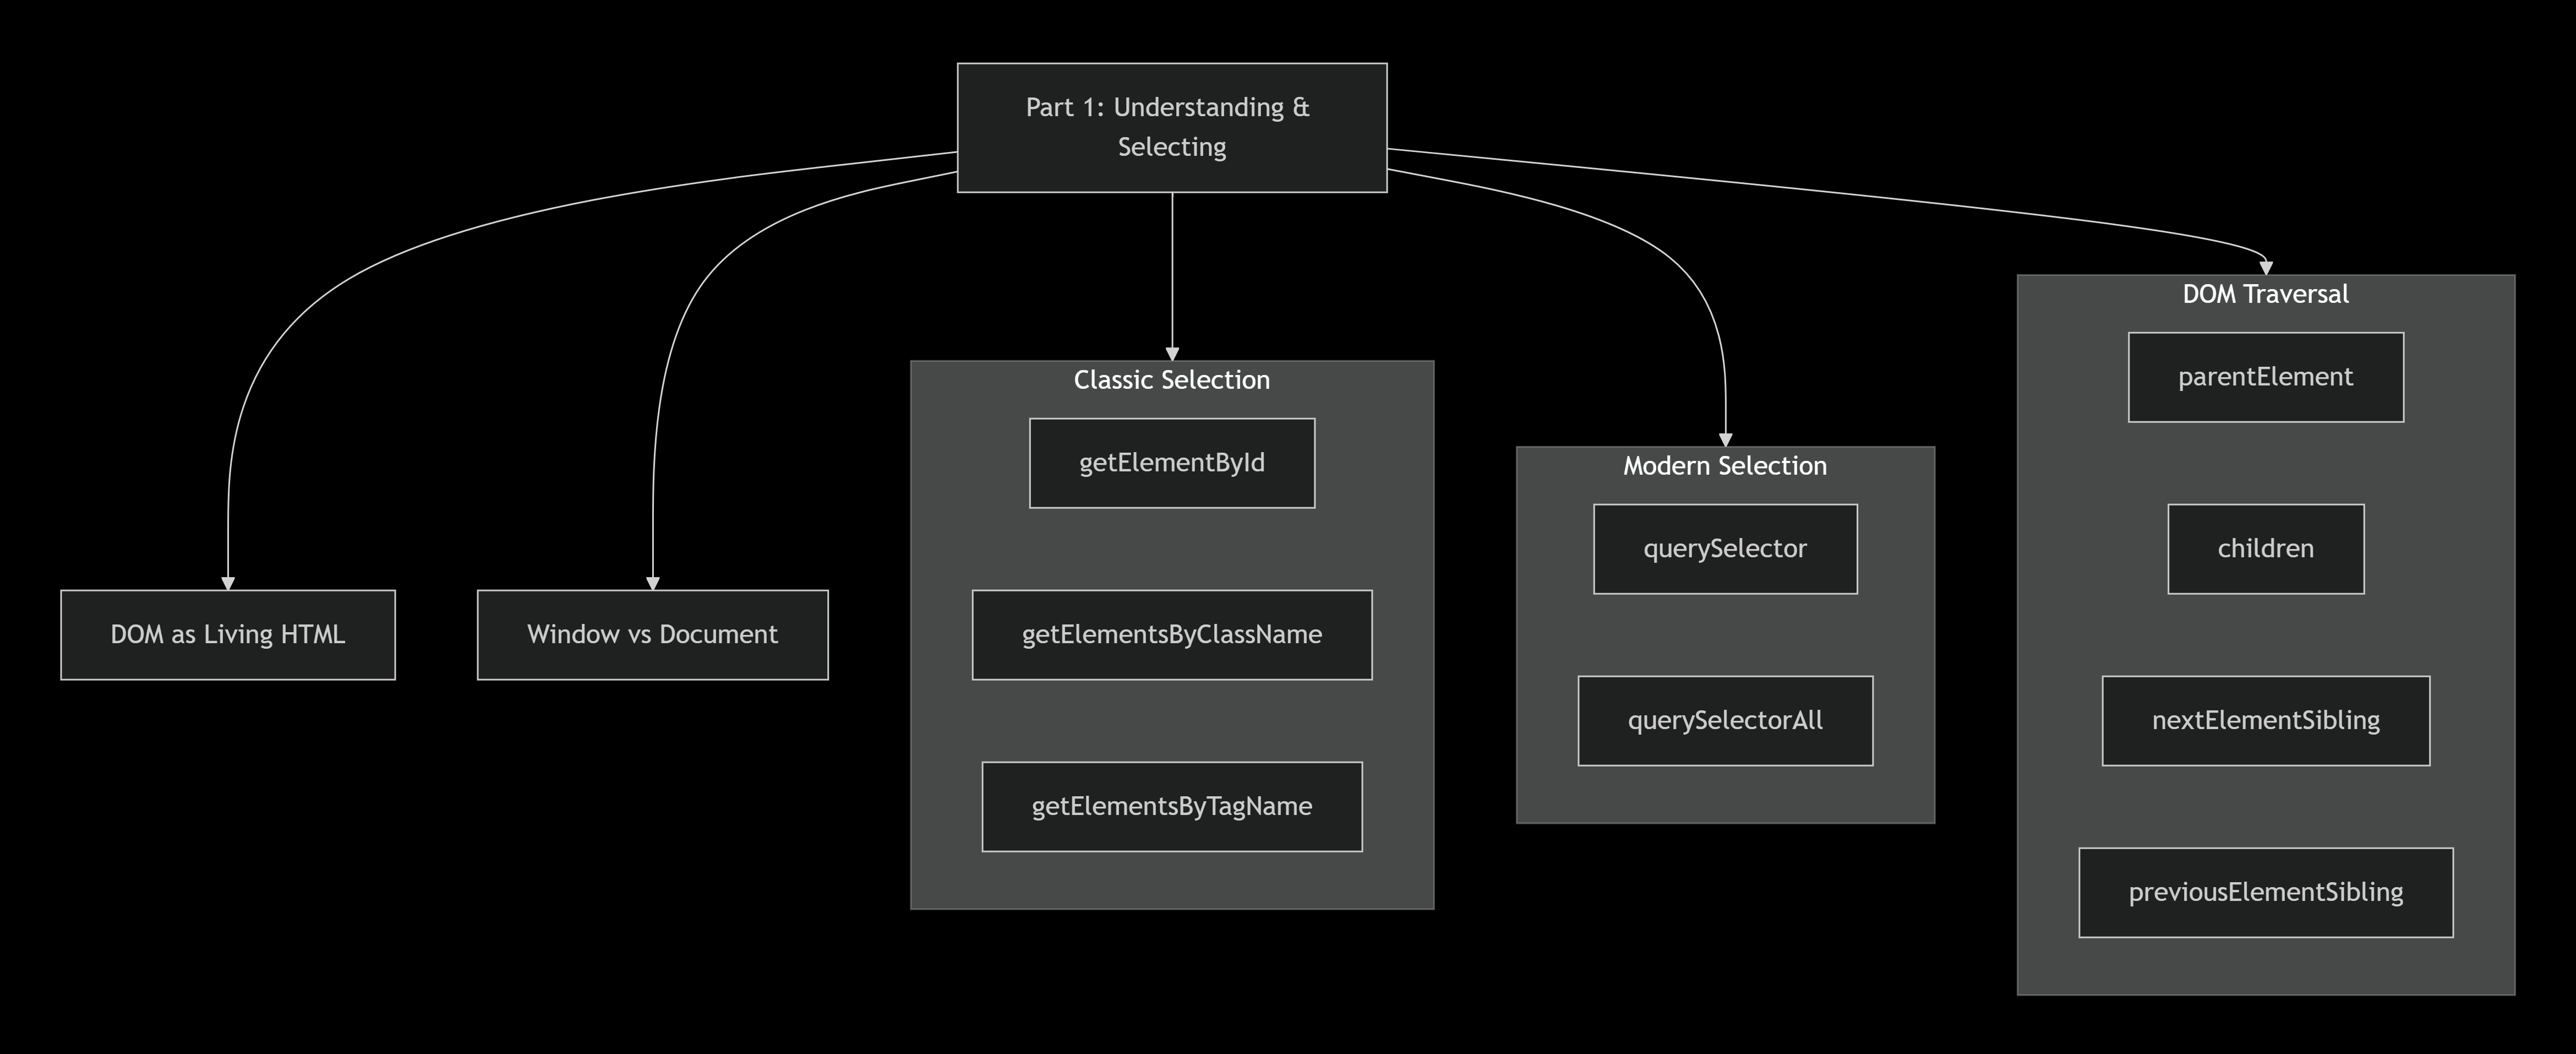 Part 1: Understanding &
Selecting
DOM as Living HTML
Window vs Document
Classic Selection
getElementById
getElementsByClassName
getElementsByTagName
Modern Selection
querySelector
querySelectorAll
DOM Traversal
parentElement
children
nextElementSibling
previousElementSibling